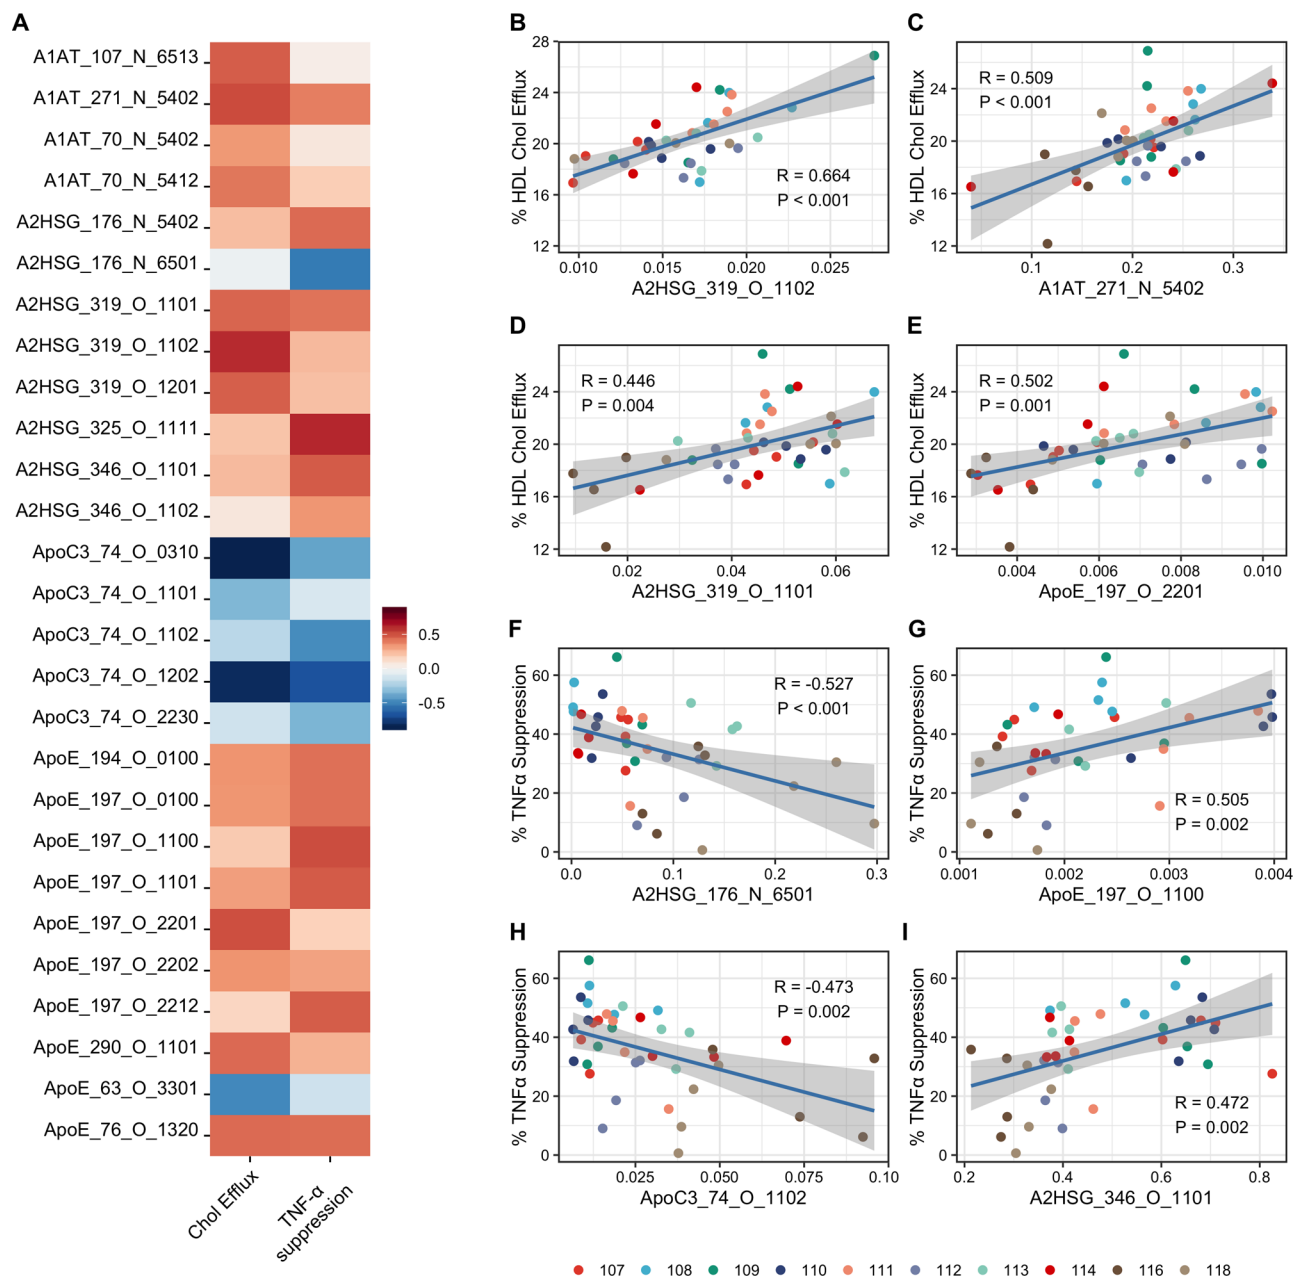 A
A1AT_107_N_6513
A1AT_271_N_5402
A1AT_70_N_5402
A1AT_70_N_5412
A2HSG_176_N_5402
A2HSG_176_N_6501
A2HSG_319_O_1101
A2HSG_319_O_1102
A2HSG_319_O_1201
A2HSG_325_O_1111
A2HSG_346_O_1101
A2HSG_346_O_1102
ApoC3_74_O_0310
ApoC3_74_O_1101
ApoC3_74_O_1102
ApoC3_74_O_1202
ApoC3_74_O_2230
ApoE_194_O_0100
ApoE_197_O_0100
ApoE_197_O_1100
ApoE_197_O_1101
ApoE_197_O_2201
ApoE_197_O_2202
ApoE_197_O_2212
ApoE_290_O_1101
ApoE_63_O_3301
ApoE_76_O_1320
Chol Efflux
TNF-α
suppression
0.5
0.0
-0.5
B
% HDL Chol Efflux
28
24
20
16
12
R = 0.664
P < 0.001
0.010 0.015 0.020 0.025
A2HSG_319_O_1102
C
% HDL Chol Efflux
24
20
16
12
R = 0.509
P < 0.001
0.1 0.2 0.3
A1AT_271_N_5402
D
% HDL Chol Efflux
24
20
16
12
R = 0.446
P = 0.004
0.02 0.04 0.06
A2HSG_319_O_1101
E
% HDL Chol Efflux
24
20
16
12
R = 0.502
P = 0.001
0.004 0.006 0.008 0.010
ApoE_197_O_2201
F
% TNFα Suppression
60
40
20
0
R = -0.527
P < 0.001
0.0 0.1 0.2 0.3
A2HSG_176_N_6501
G
% TNFα Suppression
60
40
20
0
R = 0.505
P = 0.002
0.001 0.002 0.003 0.004
ApoE_197_O_1100
H
% TNFα Suppression
60
40
20
0
R = -0.473
P = 0.002
0.025 0.050 0.075 0.10
ApoC3_74_O_1102
I
% TNFα Suppression
60
40
20
0
R = 0.472
P = 0.002
0.2 0.4 0.6 0.8
A2HSG_346_O_1101
107 108 109 110 111 112 113 114 116 118